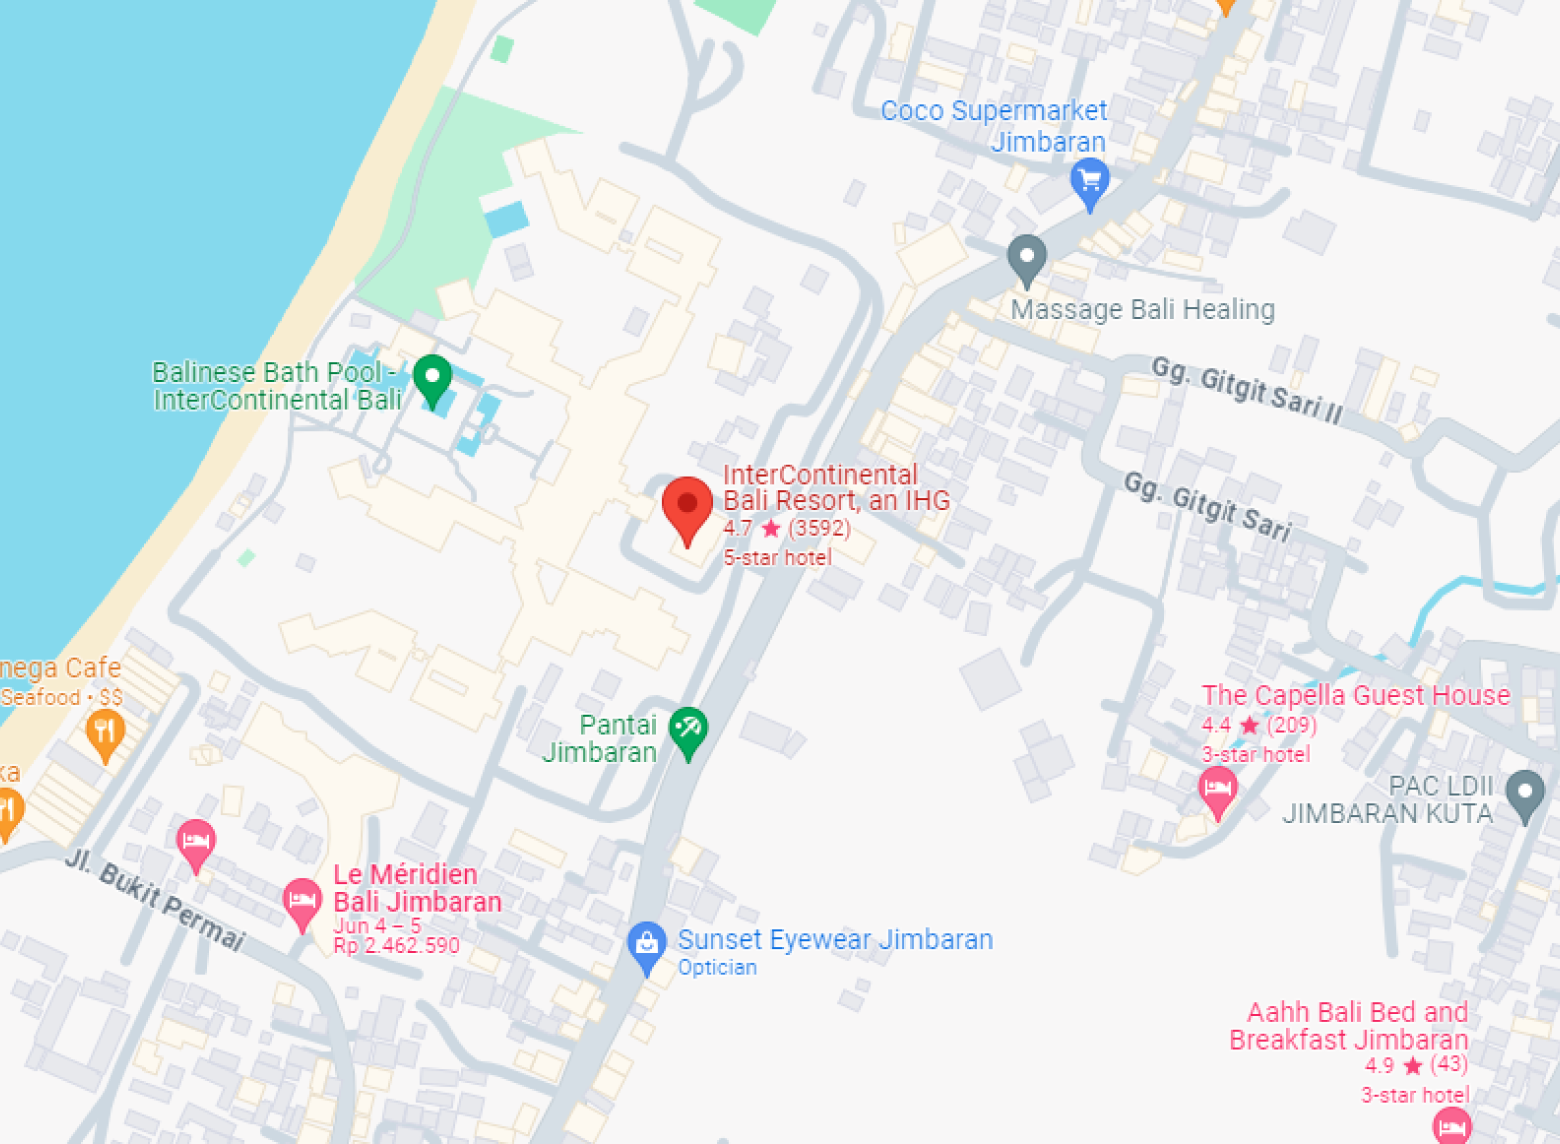 Coco Supermarket
Jimbaran
Massage Bali Healing
Balinese Bath Pool -
InterContinental Bali
Gg. Gitgit Sari II
InterContinental
Bali Resort, an IHG
4.7 ★ (3592)
5-star hotel
Gg. Gitgit Sari
nega Cafe
Seafood • $$
The Capella Guest House
4.4 ★ (209)
3-star hotel
Pantai
Jimbaran
ka
PAC LDII
JIMBARAN KUTA
Jl. Bukit Permai
Le Méridien
Bali Jimbaran
Jun 4 – 5
Rp 2.462.590
Sunset Eyewear Jimbaran
Optician
Aahh Bali Bed and
Breakfast Jimbaran
4.9 ★ (43)
3-star hotel